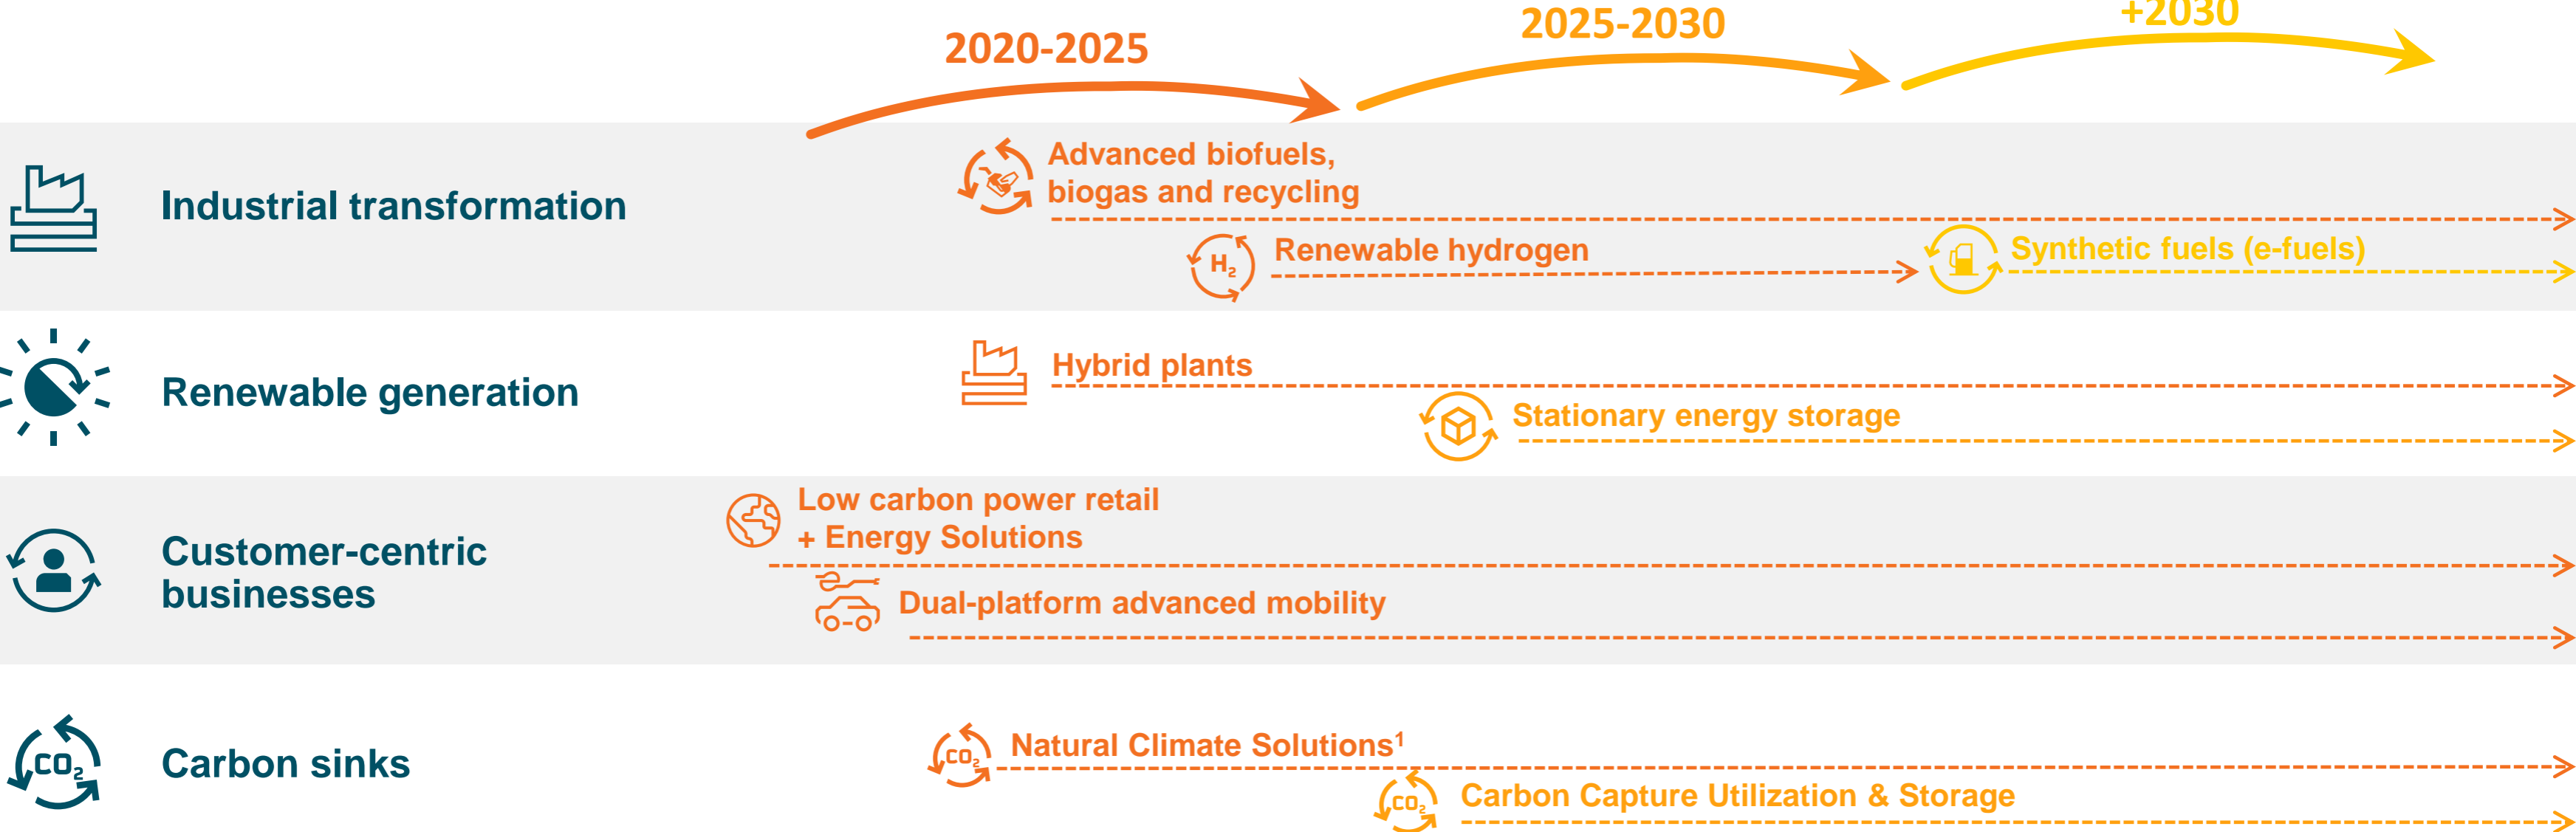 2020-2025
2025-2030
+2030
Industrial transformation
Advanced biofuels,
biogas and recycling
H₂
Renewable hydrogen
Synthetic fuels (e-fuels)
Renewable generation
Hybrid plants
Stationary energy storage
Customer-centric
businesses
Low carbon power retail
+ Energy Solutions
Dual-platform advanced mobility
CO₂
Carbon sinks
CO₂
Natural Climate Solutions¹
CO₂
Carbon Capture Utilization & Storage